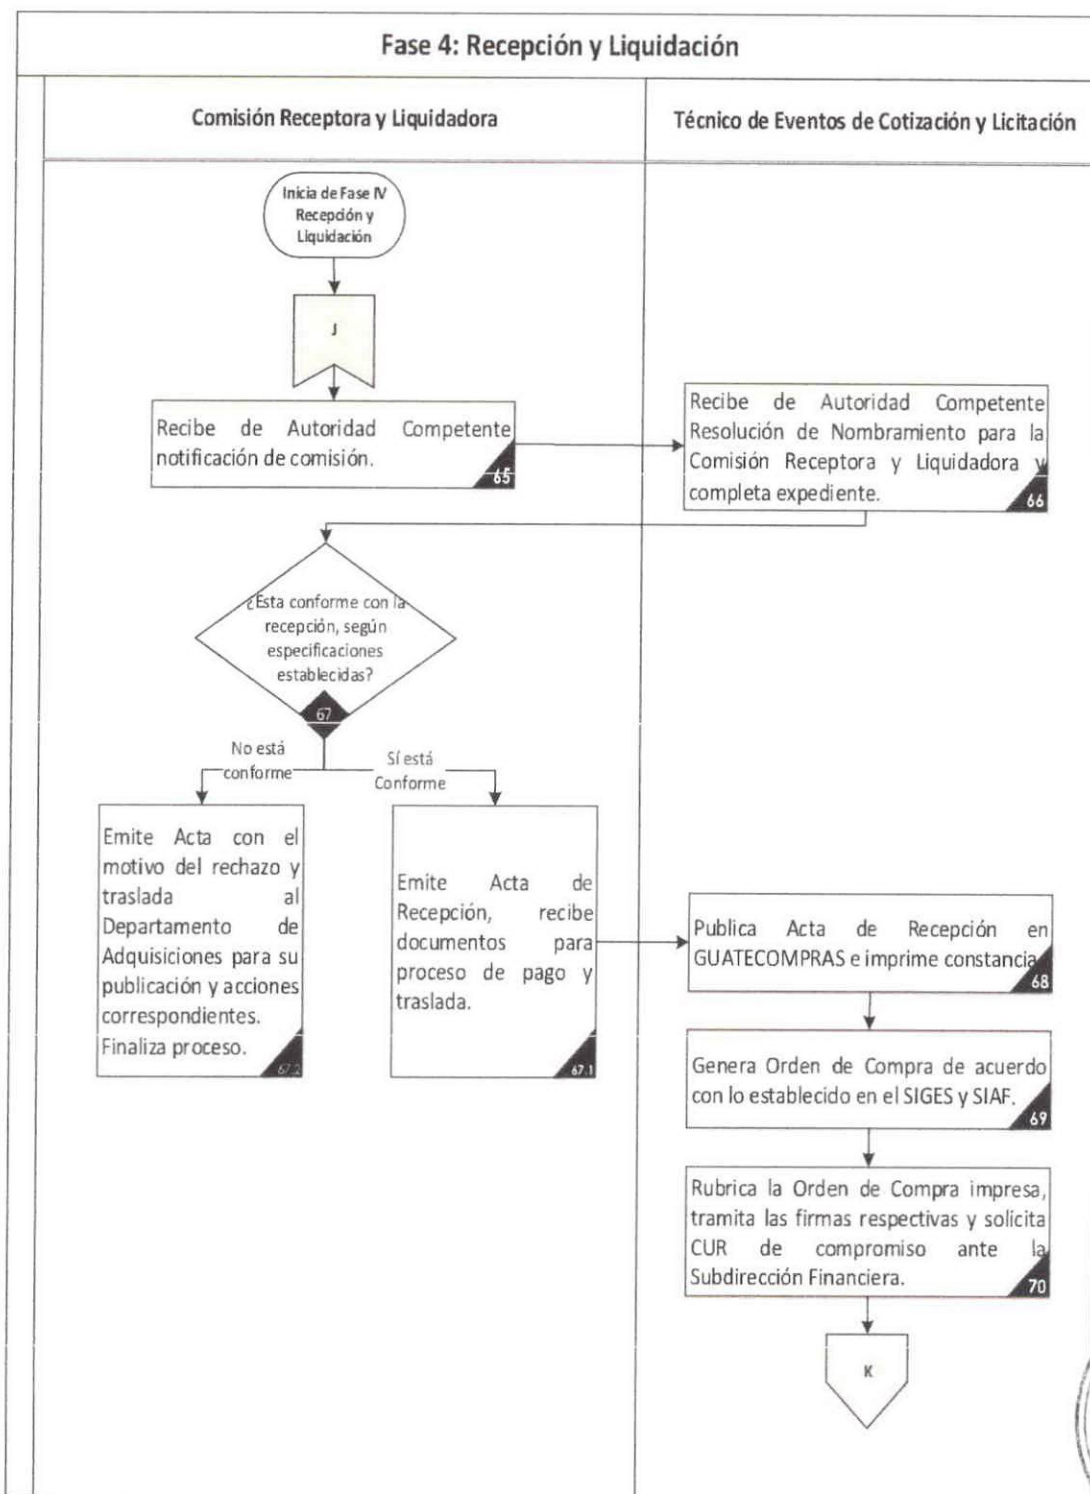 Fase 4: Recepción y Liquidación
Comisión Receptora y Liquidadora
Técnico de Eventos de Cotización y Licitación
Inicia de Fase IV
Recepción y
Liquidación
J
Recibe de Autoridad Competente
notificación de comisión.
65
Recibe de Autoridad Competente
Resolución de Nombramiento para la
Comisión Receptora y Liquidadora y
completa expediente.
66
¿Esta conforme con la
recepción, según
especificaciones
establecidas?
67
No está
conforme
Sí está
Conforme
Emite Acta con el
motivo del rechazo y
traslada al
Departamento de
Adquisiciones para su
publicación y acciones
correspondientes.
Finaliza proceso.
67.2
Emite Acta de
Recepción, recibe
documentos para
proceso de pago y
traslada.
67.1
Publica Acta de Recepción en
GUATECOMPRAS e imprime constancia
68
Genera Orden de Compra de acuerdo
con lo establecido en el SIGES y SIAF.
69
Rubrica la Orden de Compra impresa,
tramita las firmas respectivas y solicita
CUR de compromiso ante la
Subdirección Financiera.
70
K